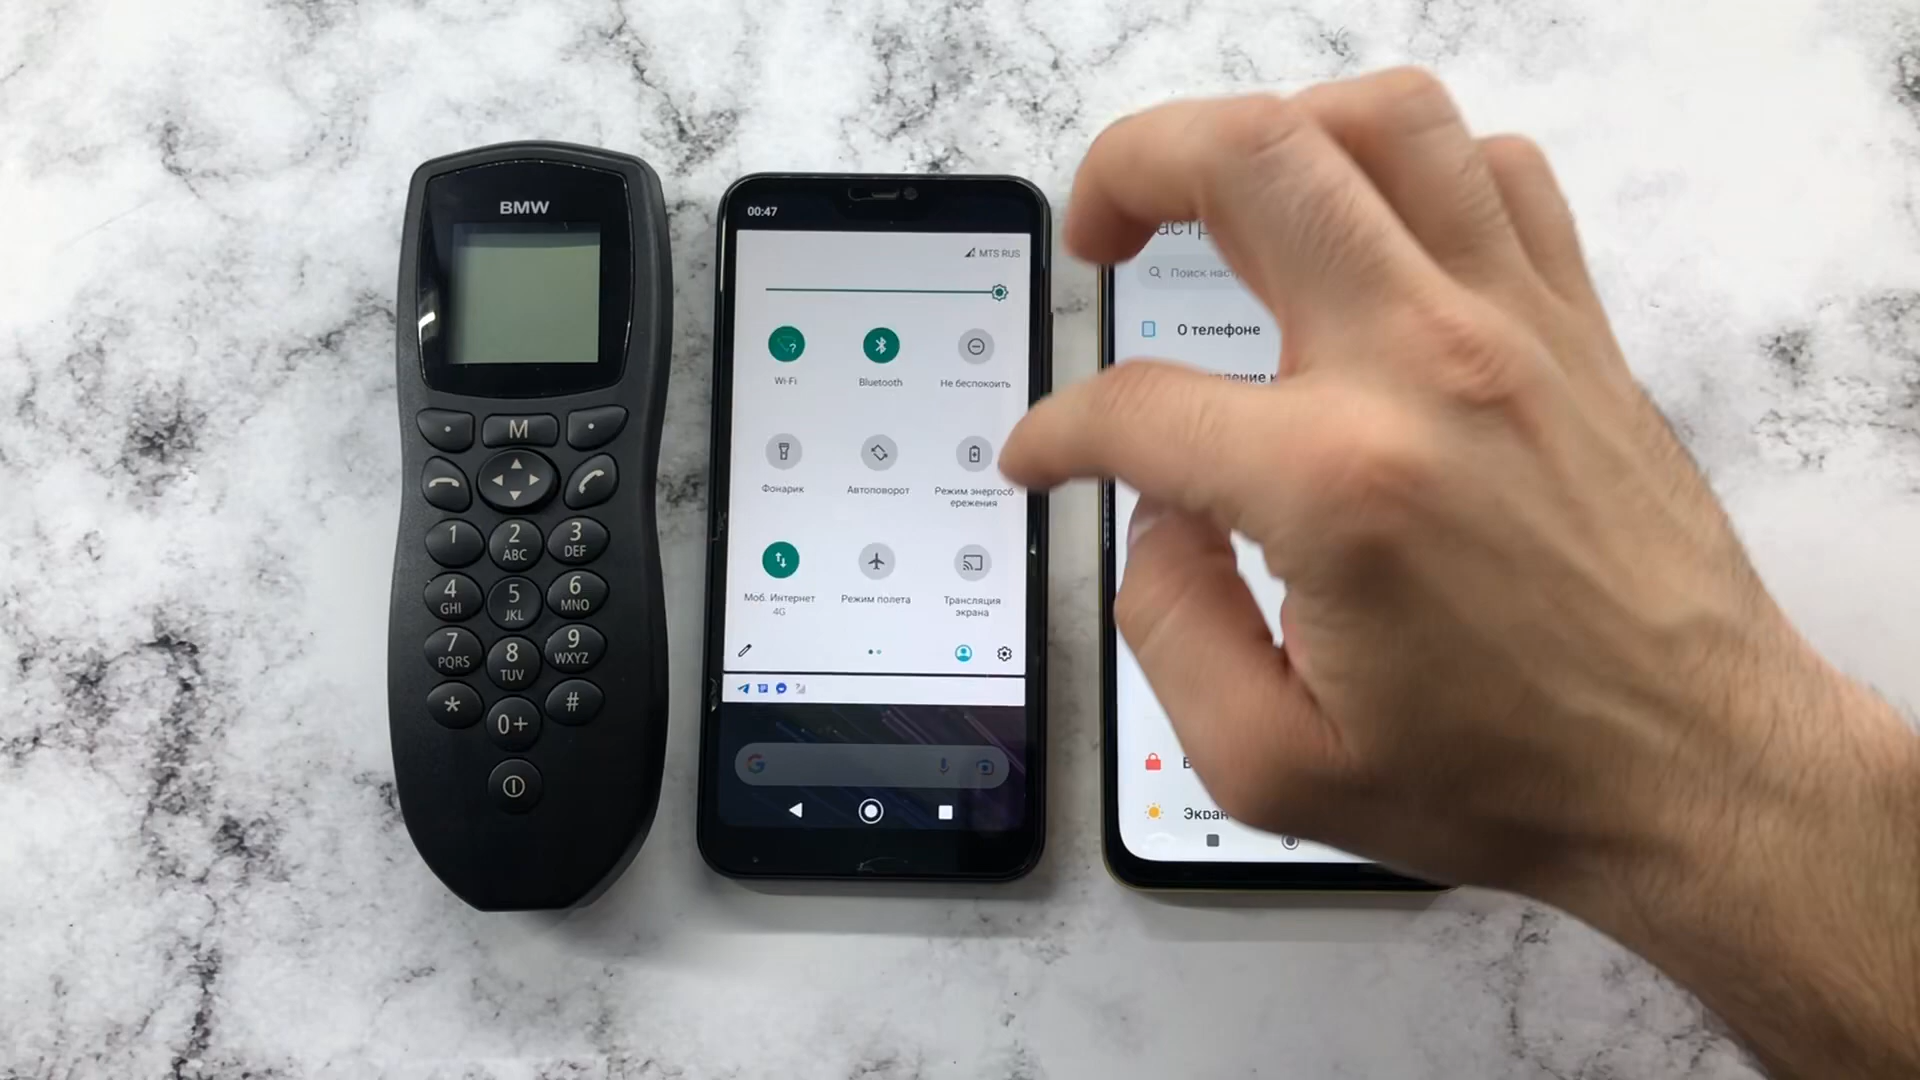 BMW
M
1
2
ABC
3
DEF
4
GHI
5
JKL
6
MNO
7
PQRS
8
TUV
9
WXYZ
*
0+
#
00:47
MTS RUS
Wi-Fi
Bluetooth
Не беспокоить
Фонарик
Автоповорот
Режим энергосб
ережения
Моб. Интернет
4G
Режим полета
Трансляция
экрана
G
Поиск наст
О телефоне
Экран